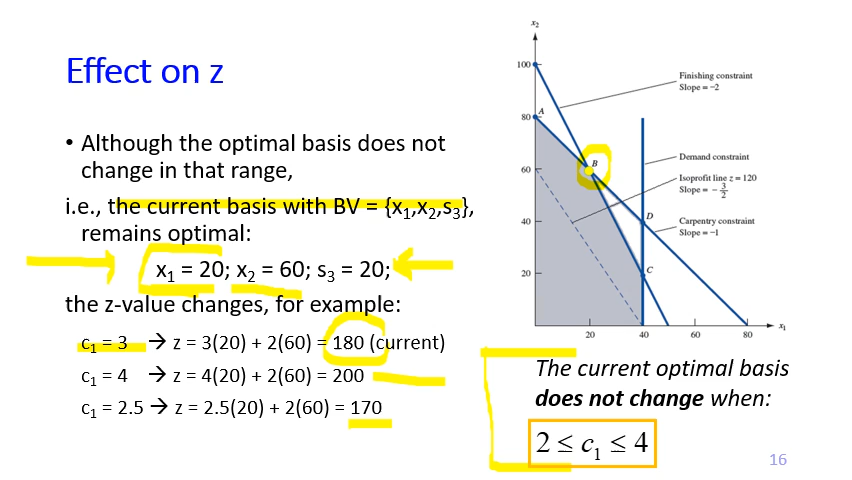 Effect on z
• Although the optimal basis does not
change in that range,
i.e., the current basis with BV = {x₁,x₂,s₃},
remains optimal:
x₁ = 20; x₂ = 60; s₃ = 20;
the z-value changes, for example:
c₁ = 3 → z = 3(20) + 2(60) = 180 (current)
c₁ = 4 → z = 4(20) + 2(60) = 200
c₁ = 2.5 → z = 2.5(20) + 2(60) = 170
x₂
100
Finishing constraint
Slope = −2
80
A
60
B
Demand constraint
Isoprofit line z = 120
Slope = − 3/2
40
D
Carpentry constraint
Slope = −1
20
C
20 40 60 80
x₁
The current optimal basis
does not change when:
2 ≤ c₁ ≤ 4
16